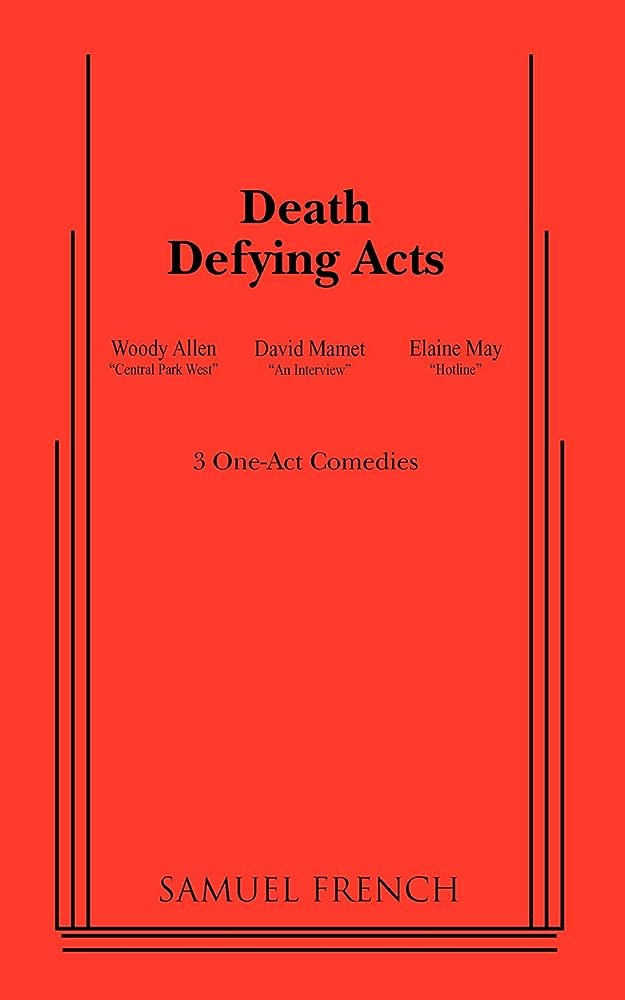 Death
Defying Acts
Woody Allen David Mamet Elaine May
“Central Park West” “An Interview” “Hotline”
3 One-Act Comedies
SAMUEL FRENCH